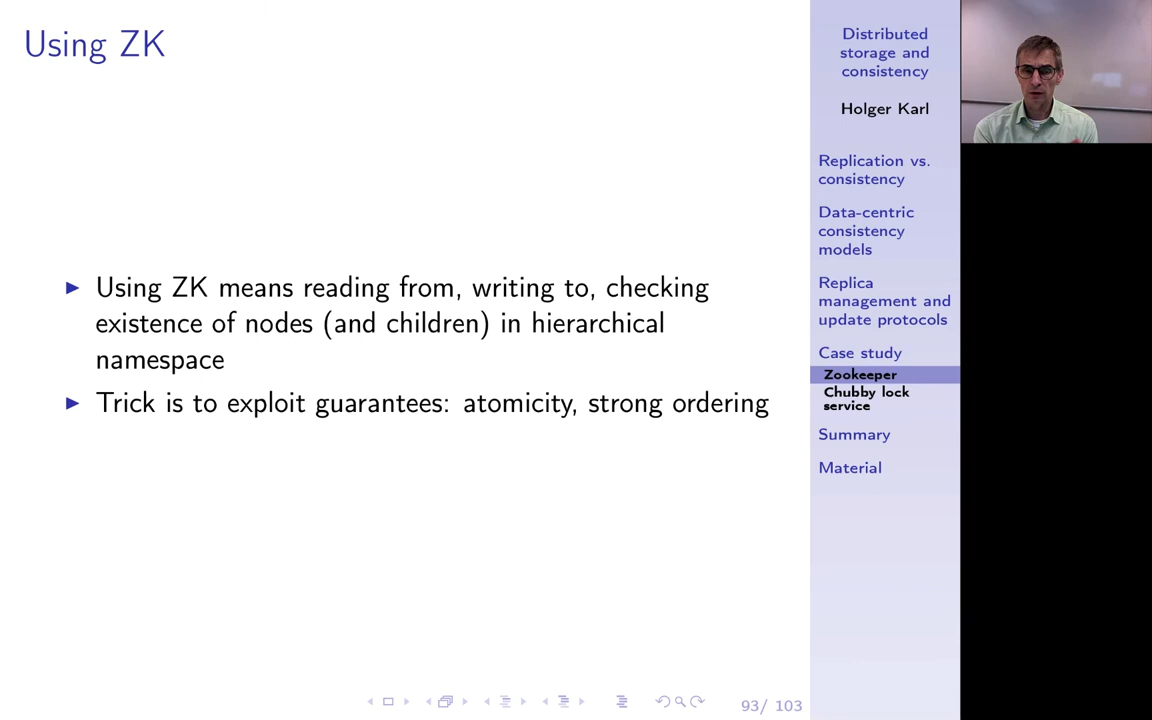 Using ZK
Using ZK means reading from, writing to, checking
existence of nodes (and children) in hierarchical
namespace
Trick is to exploit guarantees: atomicity, strong ordering
93/ 103
Distributed
storage and
consistency
Holger Karl
Replication vs.
consistency
Data-centric
consistency
models
Replica
management and
update protocols
Case study
Zookeeper
Chubby lock
service
Summary
Material